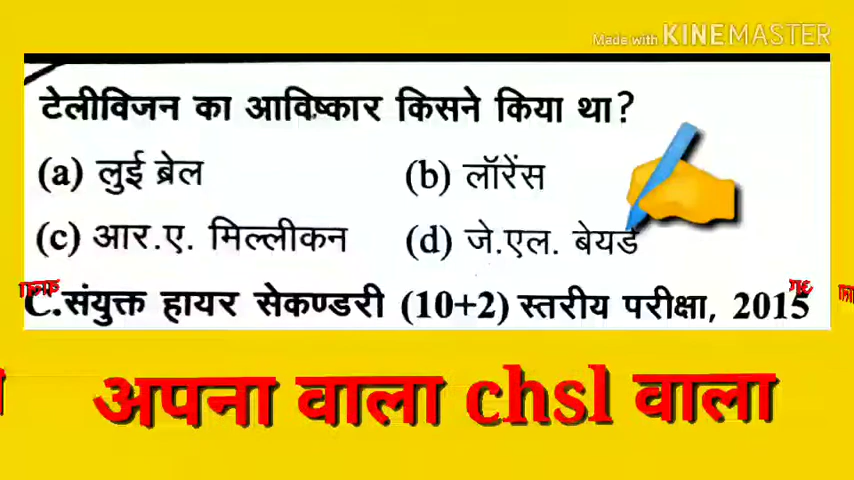 Made with KINEMASTER
टेलीविजन का आविष्कार किसने किया था?
(a) लुई ब्रेल (b) लॉरेंस
(c) आर.ए. मिल्लीकन (d) जे.एल. बेयर्ड
C.संयुक्त हायर सेकण्डरी (10+2) स्तरीय परीक्षा, 2015
अपना वाला chsl वाला